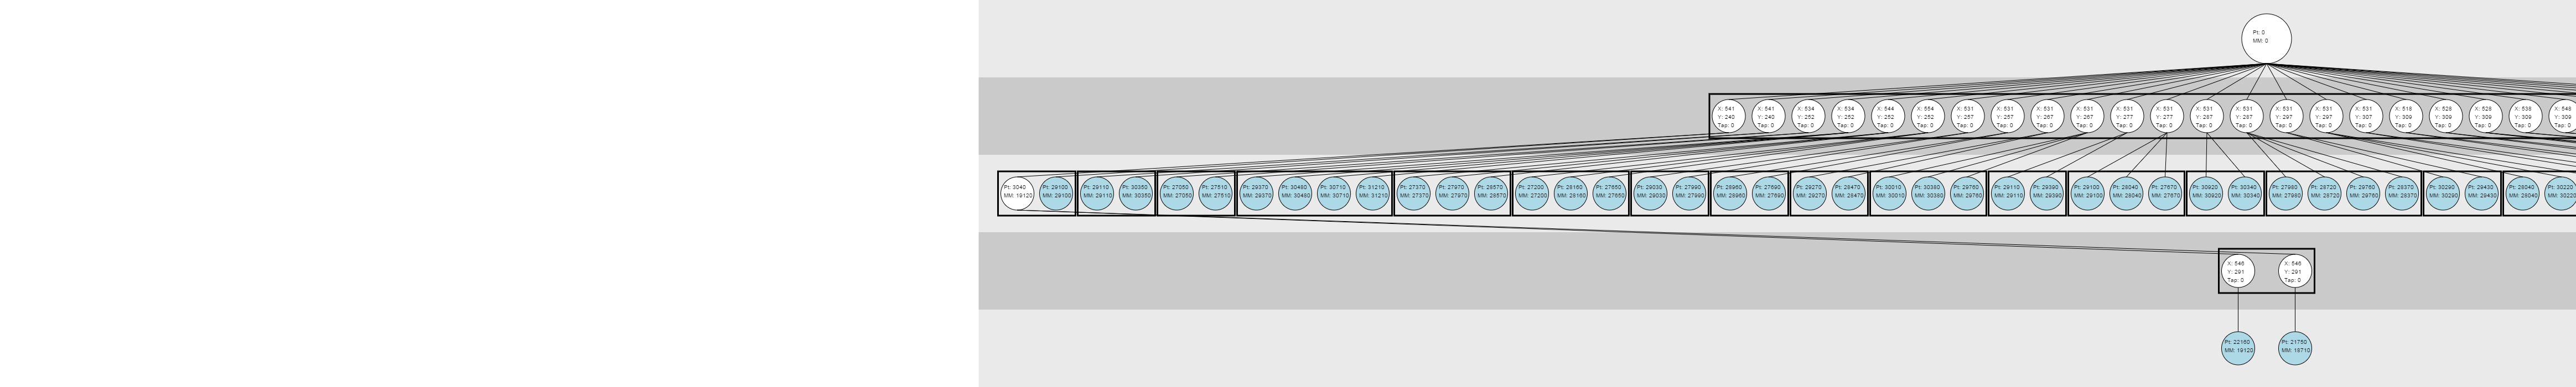 Pt: 0
MM: 0
X: 541
Y: 240
Tap: 0
X: 541
Y: 240
Tap: 0
X: 534
Y: 252
Tap: 0
X: 534
Y: 252
Tap: 0
X: 544
Y: 252
Tap: 0
X: 554
Y: 252
Tap: 0
X: 531
Y: 257
Tap: 0
X: 531
Y: 257
Tap: 0
X: 531
Y: 267
Tap: 0
X: 531
Y: 267
Tap: 0
X: 531
Y: 277
Tap: 0
X: 531
Y: 277
Tap: 0
X: 531
Y: 287
Tap: 0
X: 531
Y: 287
Tap: 0
X: 531
Y: 297
Tap: 0
X: 531
Y: 297
Tap: 0
X: 531
Y: 307
Tap: 0
X: 518
Y: 309
Tap: 0
X: 528
Y: 309
Tap: 0
X: 528
Y: 309
Tap: 0
X: 538
Y: 309
Tap: 0
X: 548
Y: 309
Tap: 0
Pt: 3040
MM: 19120
Pt: 29100
MM: 29100
Pt: 29110
MM: 29110
Pt: 30350
MM: 30350
Pt: 27050
MM: 27050
Pt: 27510
MM: 27510
Pt: 29370
MM: 29370
Pt: 30480
MM: 30480
Pt: 30710
MM: 30710
Pt: 31210
MM: 31210
Pt: 27370
MM: 27370
Pt: 27970
MM: 27970
Pt: 28570
MM: 28570
Pt: 27200
MM: 27200
Pt: 28160
MM: 28160
Pt: 27650
MM: 27650
Pt: 29030
MM: 29030
Pt: 27990
MM: 27990
Pt: 28960
MM: 28960
Pt: 27690
MM: 27690
Pt: 29270
MM: 29270
Pt: 28470
MM: 28470
Pt: 30010
MM: 30010
Pt: 30380
MM: 30380
Pt: 29760
MM: 29760
Pt: 29110
MM: 29110
Pt: 29390
MM: 29390
Pt: 29100
MM: 29100
Pt: 28040
MM: 28040
Pt: 27670
MM: 27670
Pt: 30920
MM: 30920
Pt: 30340
MM: 30340
Pt: 27980
MM: 27980
Pt: 28720
MM: 28720
Pt: 29760
MM: 29760
Pt: 28370
MM: 28370
Pt: 30290
MM: 30290
Pt: 29430
MM: 29430
Pt: 28040
MM: 28040
Pt: 30220
MM: 30220
X: 546
Y: 291
Tap: 0
X: 546
Y: 291
Tap: 0
Pt: 22160
MM: 19120
Pt: 21750
MM: 18710